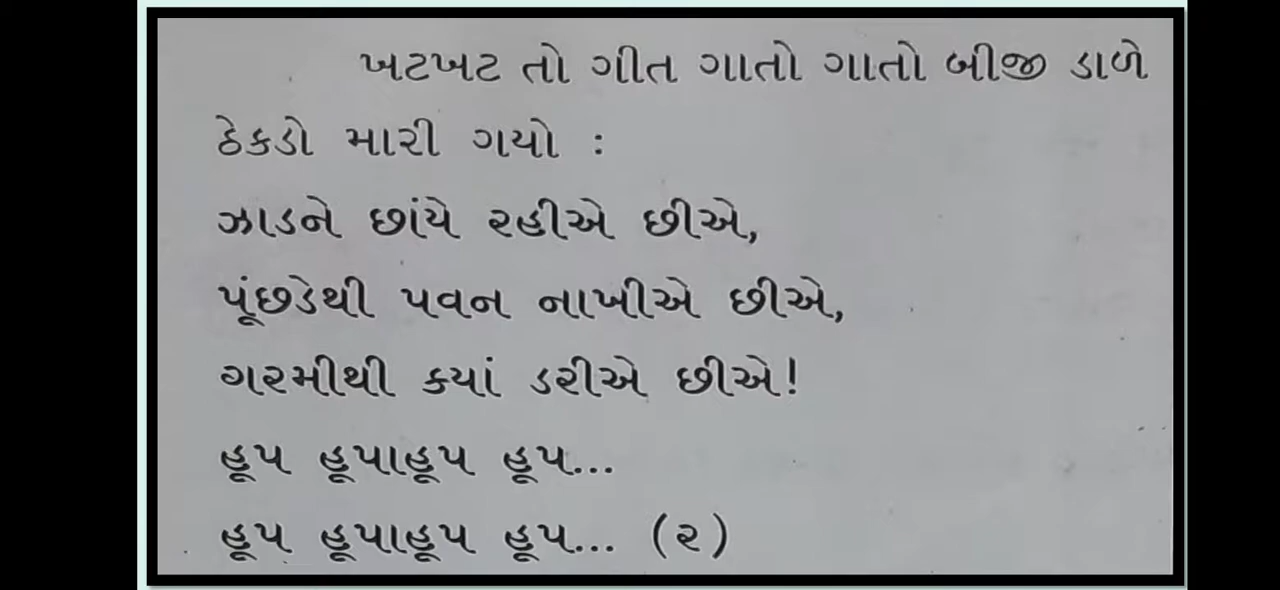 ખટખટ તો ગીત ગાતો ગાતો બીજી ડાળે
ઠેકડો મારી ગયો :
ઝાડને છાંયે રહીએ છીએ,
પૂંછડેથી પવન નાખીએ છીએ,
ગરમીથી ક્યાં ડરીએ છીએ!
હૂપ હૂપાહૂપ હૂપ...
હૂપ હૂપાહૂપ હૂપ... (૨)